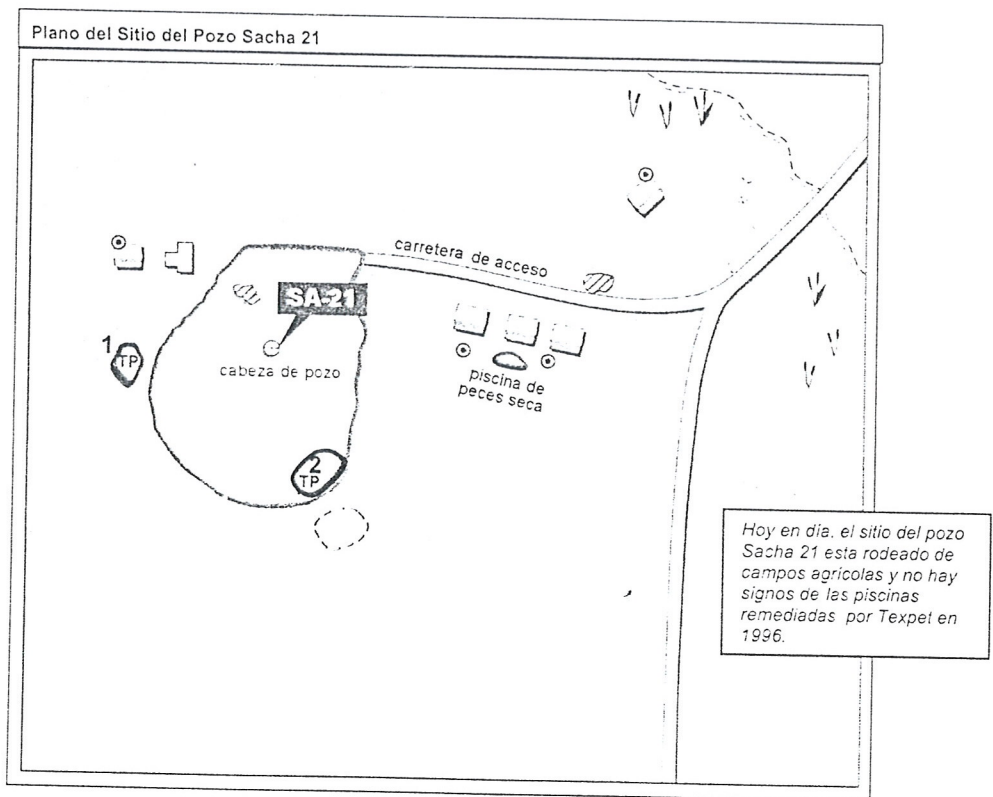 Plano del Sitio del Pozo Sacha 21
carretera de acceso
SA-21
1
TP
cabeza de pozo
piscina de
peces seca
2
TP
Hoy en dia, el sitio del pozo
Sacha 21 esta rodeado de
campos agrícolas y no hay
signos de las piscinas
remediadas por Texpet en
1996.